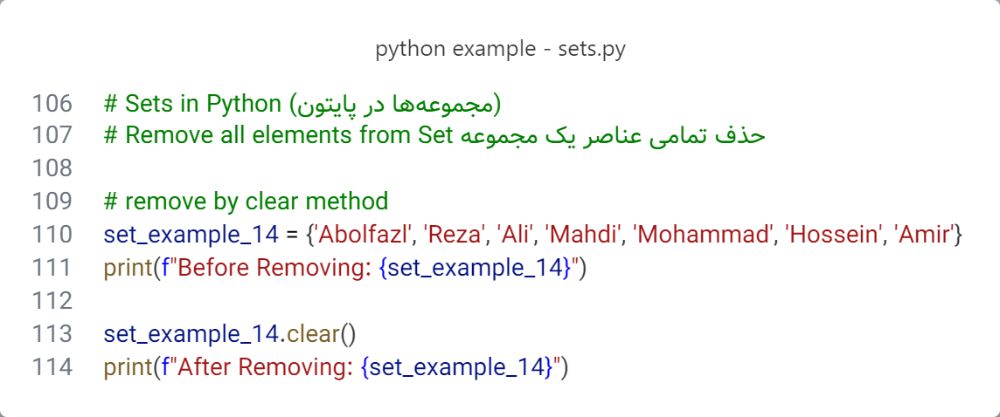 python example - sets.py
106 # Sets in Python (مجموعه‌ها در پایتون)
107 # Remove all elements from Set حذف تمامی عناصر یک مجموعه
108
109 # remove by clear method
110 set_example_14 = {'Abolfazl', 'Reza', 'Ali', 'Mahdi', 'Mohammad', 'Hossein', 'Amir'}
111 print(f"Before Removing: {set_example_14}")
112
113 set_example_14.clear()
114 print(f"After Removing: {set_example_14}")